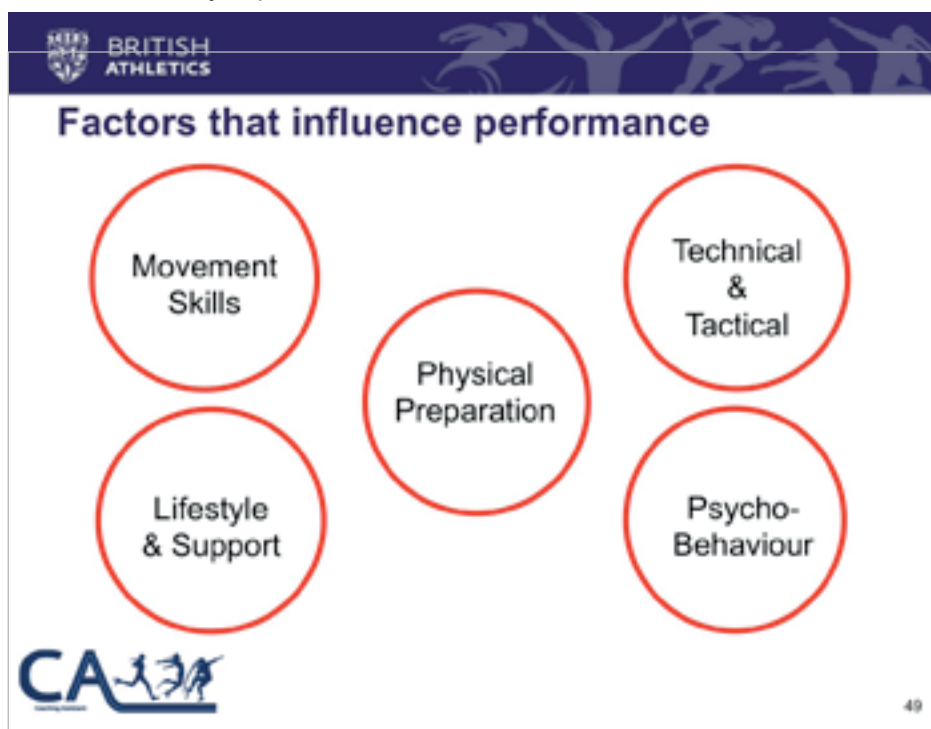 BRITISH
ATHLETICS
Factors that influence performance
Movement
Skills
Technical
&
Tactical
Physical
Preparation
Lifestyle
& Support
Psycho-
Behaviour
CA
49